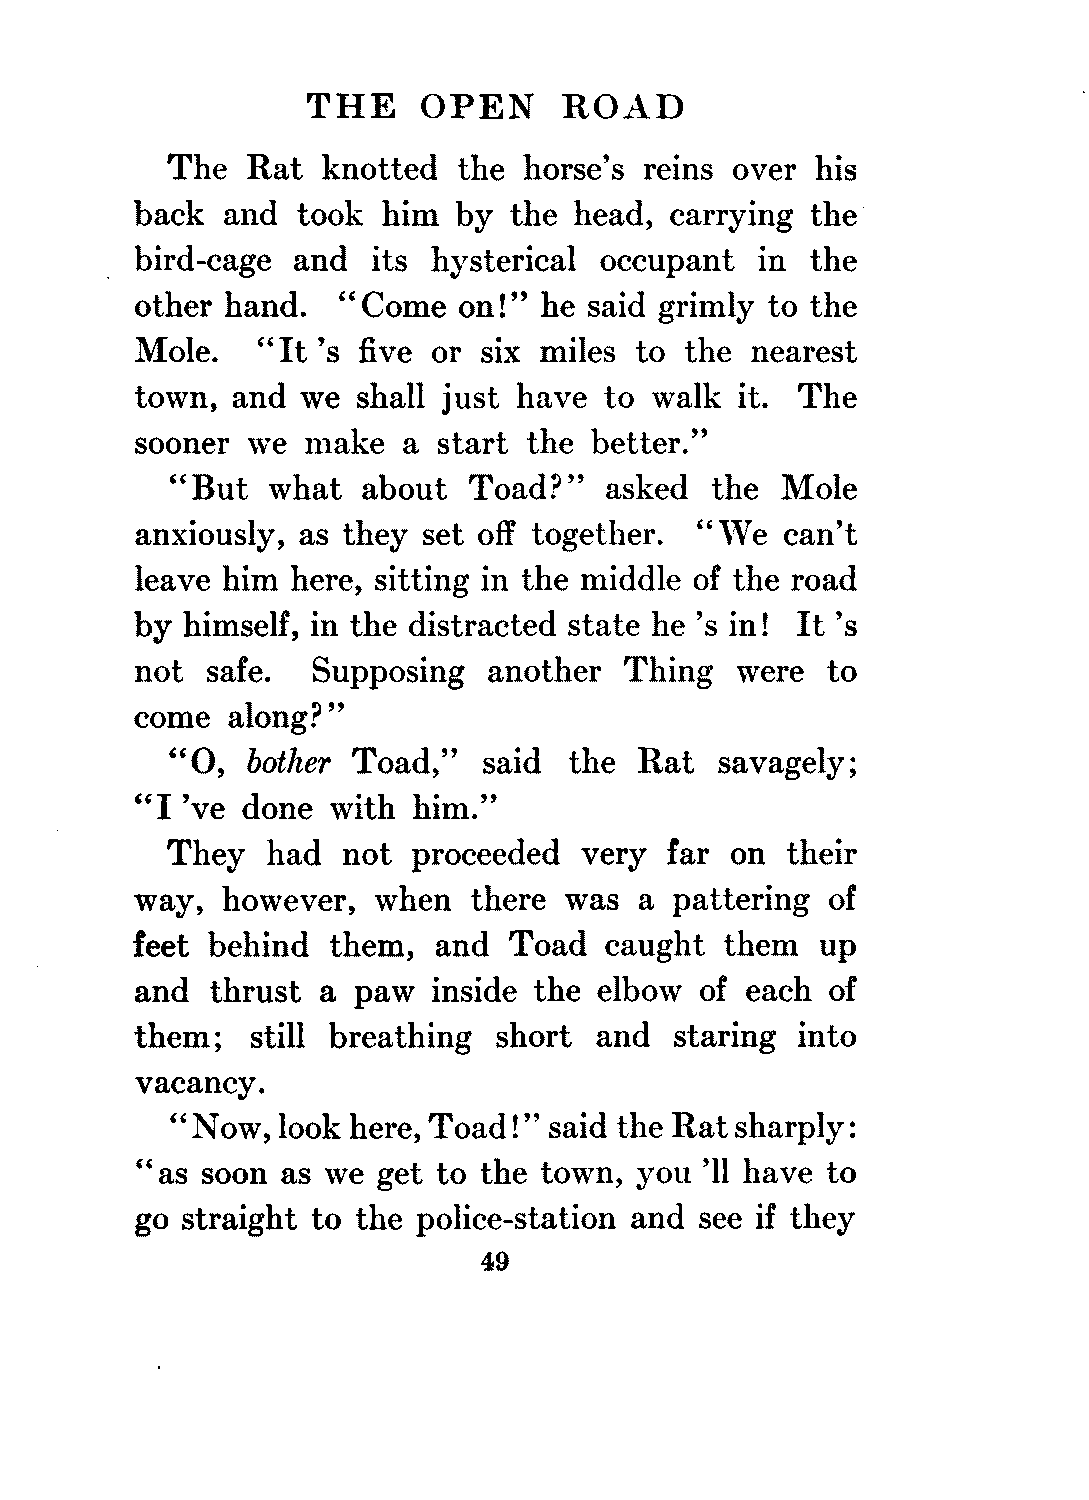 THE OPEN ROAD
The Rat knotted the horse's reins over his
back and took him by the head, carrying the
bird-cage and its hysterical occupant in the
other hand. "Come on!" he said grimly to the
Mole. "It 's five or six miles to the nearest
town, and we shall just have to walk it. The
sooner we make a start the better."
"But what about Toad?" asked the Mole
anxiously, as they set off together. "We can't
leave him here, sitting in the middle of the road
by himself, in the distracted state he 's in! It 's
not safe. Supposing another Thing were to
come along?"
"O, bother Toad," said the Rat savagely;
"I 've done with him."
They had not proceeded very far on their
way, however, when there was a pattering of
feet behind them, and Toad caught them up
and thrust a paw inside the elbow of each of
them; still breathing short and staring into
vacancy.
"Now, look here, Toad!" said the Rat sharply:
"as soon as we get to the town, you 'll have to
go straight to the police-station and see if they
49